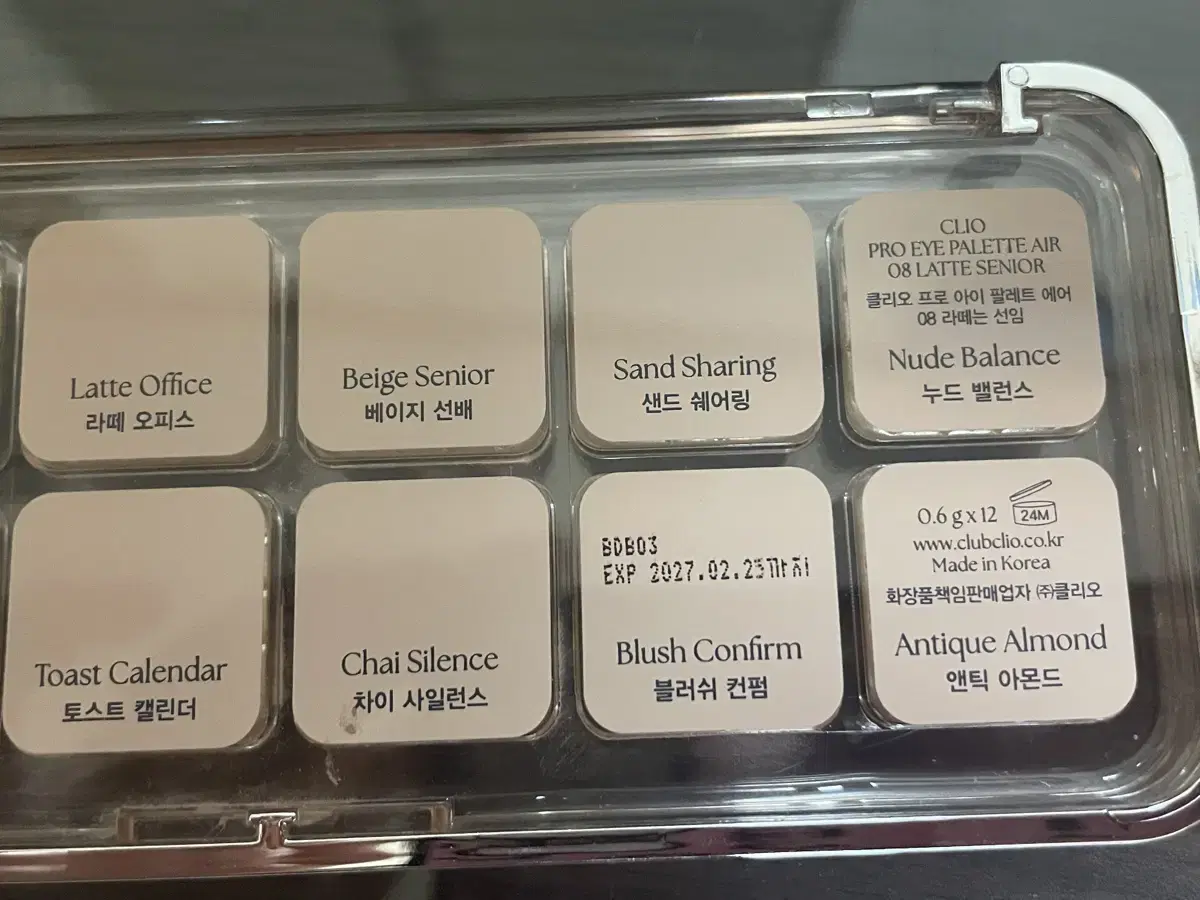 Latte Office
라떼 오피스
Beige Senior
베이지 선배
Sand Sharing
샌드 쉐어링
CLIO
PRO EYE PALETTE AIR
08 LATTE SENIOR
클리오 프로 아이 팔레트 에어
08 라떼는 선임
Nude Balance
누드 밸런스
Toast Calendar
토스트 캘린더
Chai Silence
차이 사일런스
BDB03
EXP 2027.02.23까지
Blush Confirm
블러쉬 컨펌
0.6 g x 12 24M
www.clubclio.co.kr
Made in Korea
화장품책임판매업자 ㈜클리오
Antique Almond
앤틱 아몬드